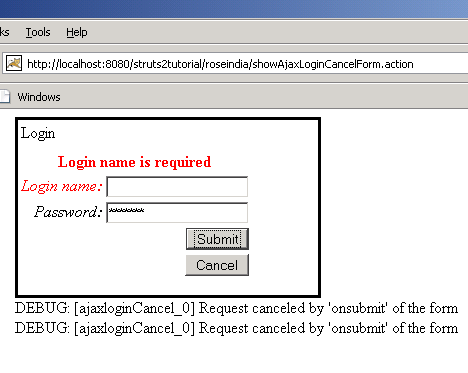 ks Tools Help
http://localhost:8080/struts2tutorial/roseindia/showAjaxLoginCancelForm.action
Windows
Login
Login name is required
Login name:
Password: ********
Submit
Cancel
DEBUG: [ajaxloginCancel_0] Request canceled by 'onsubmit' of the form
DEBUG: [ajaxloginCancel_0] Request canceled by 'onsubmit' of the form